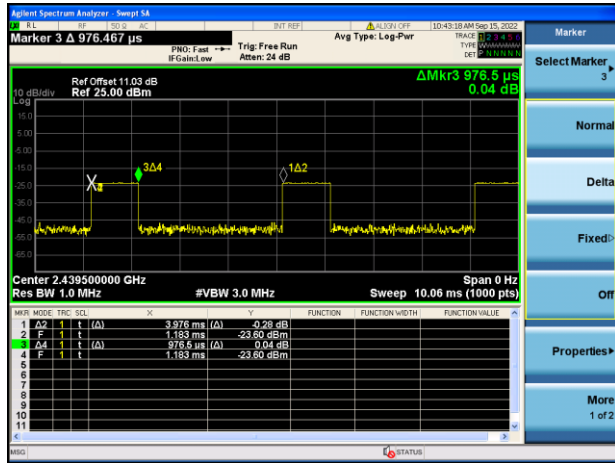 Agilent Spectrum Analyzer - Swept SA
RL RF 50 Ω AC INT REF ALIGN OFF 10:43:18 AM Sep 15, 2022
Marker 3 Δ 976.467 µs
PNO: Fast
IFGain:Low
Trig: Free Run
Atten: 24 dB
Avg Type: Log-Pwr
TRACE 1 2 3 4 5 6
TYPE WWWWWW
DET P NNNNN
Ref Offset 11.03 dB
10 dB/div Ref 25.00 dBm
Log
ΔMkr3 976.5 µs
0.04 dB
15.0
5.00
-5.00
-15.0
-25.0
-35.0
-45.0
-55.0
-65.0
3Δ4
1Δ2
Center 2.439500000 GHz Span 0 Hz
Res BW 1.0 MHz #VBW 3.0 MHz Sweep 10.06 ms (1000 pts)
MKR MODE TRC SCL X Y FUNCTION FUNCTION WIDTH FUNCTION VALUE
1 Δ2 1 t (Δ) 3.976 ms (Δ) -0.28 dB
2 F 1 t 1.183 ms -23.60 dBm
3 Δ4 1 t (Δ) 976.5 µs (Δ) 0.04 dB
4 F 1 t 1.183 ms -23.60 dBm
5
6
7
8
9
10
11
MSG STATUS
Marker
Select Marker
3
Normal
Delta
Fixed
Off
Properties
More
1 of 2